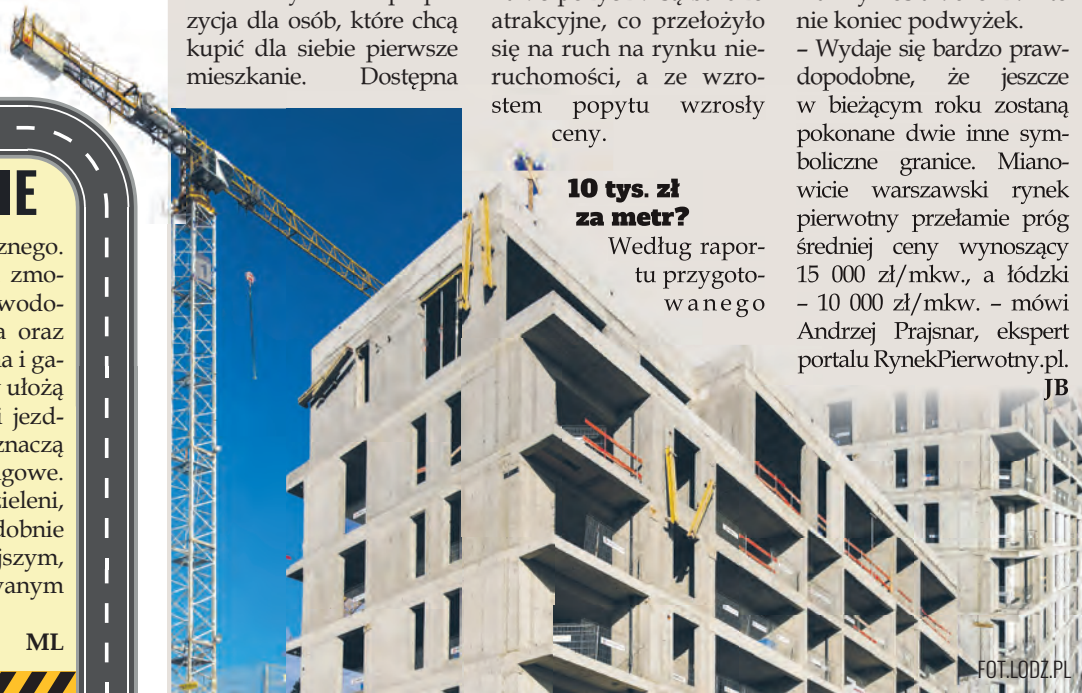 zycja dla osób, które chcą
kupić dla siebie pierwsze
mieszkanie. Dostępna
atrakcyjne, co przełożyło
się na ruch na rynku nie-
ruchomości, a ze wzro-
stem popytu wzrosły
ceny.
10 tys. zł
za metr?
Według rapor-
tu przygoto-
wanego
nie koniec podwyżek.
– Wydaje się bardzo praw-
dopodobne, że jeszcze
w bieżącym roku zostaną
pokonane dwie inne sym-
boliczne granice. Miano-
wicie warszawski rynek
pierwotny przełamie próg
średniej ceny wynoszący
15 000 zł/mkw., a łódzki
– 10 000 zł/mkw. – mówi
Andrzej Prajsnar, ekspert
portalu RynekPierwotny.pl.
JB
IE
znego.
zmo-
wodo-
a oraz
na i ga-
ułożą
i jezd-
znaczą
gowe.
zieleni,
dobnie
jszym,
wanym
ML
FOT.LODZ.PL